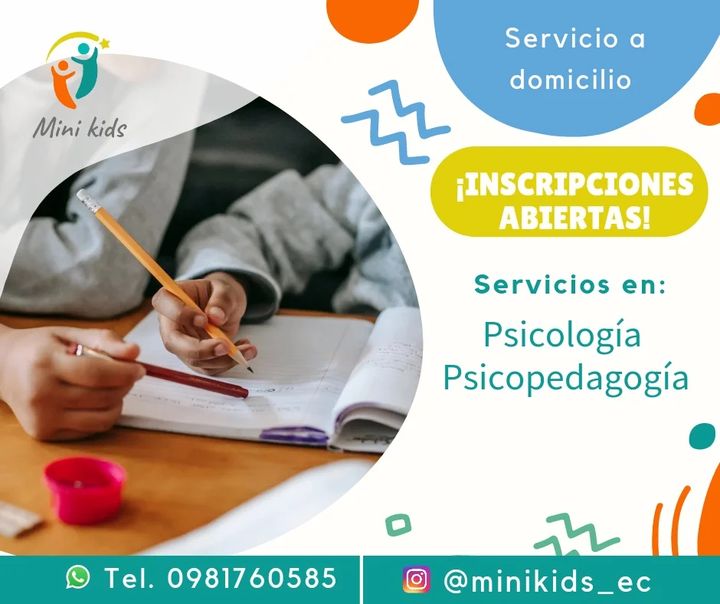 Mini kids
Servicio a
domicilio
¡INSCRIPCIONES
ABIERTAS!
Servicios en:
Psicología
Psicopedagogía
Tel. 0981760585
@minikids_ec